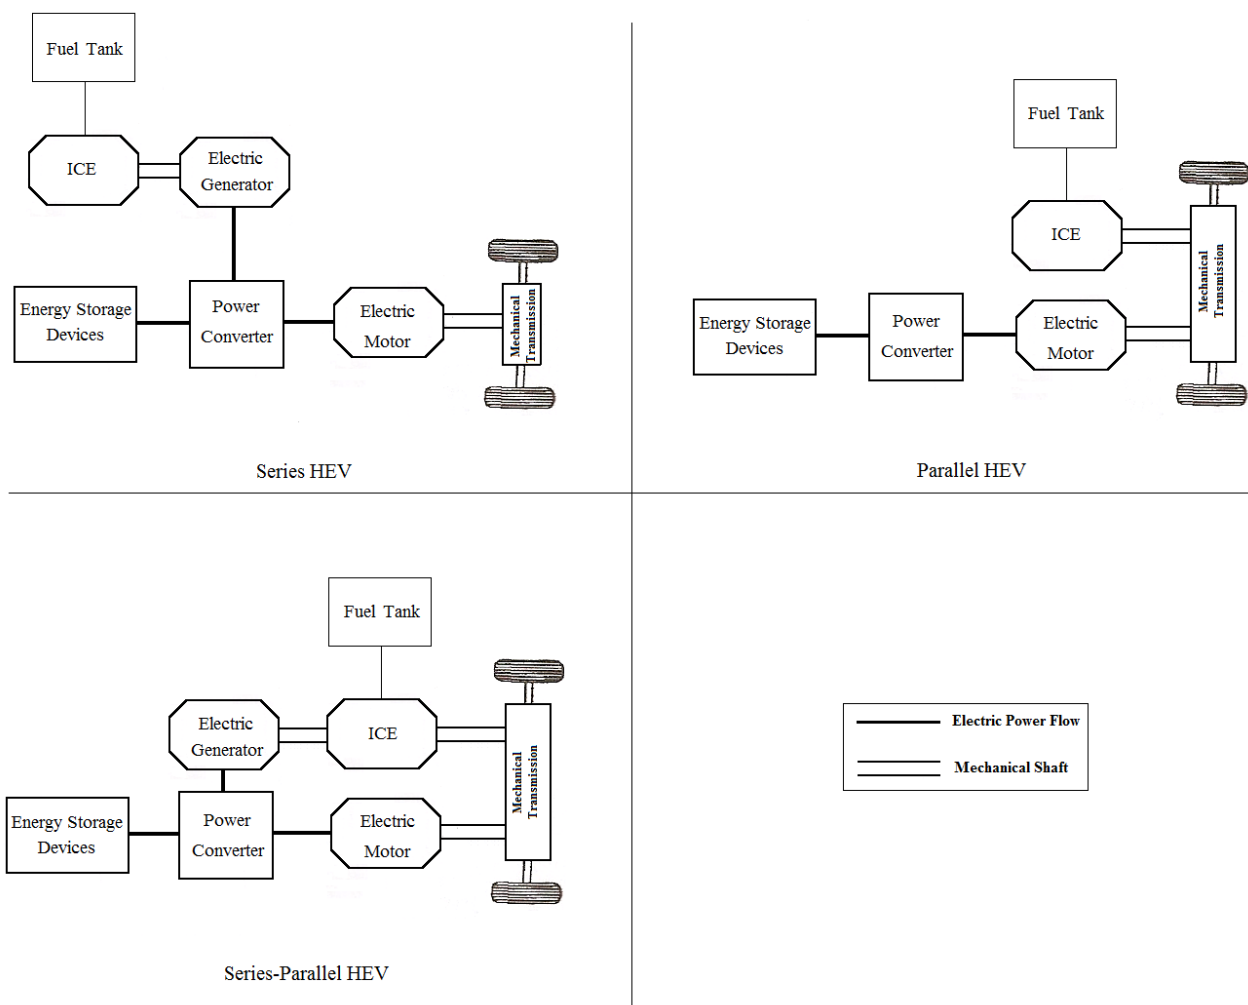 Fuel Tank
ICE
Electric
Generator
Energy Storage
Devices
Power
Converter
Electric
Motor
Mechanical
Transmission
Series HEV
Fuel Tank
ICE
Energy Storage
Devices
Power
Converter
Electric
Motor
Mechanical
Transmission
Parallel HEV
Fuel Tank
Electric
Generator
ICE
Energy Storage
Devices
Power
Converter
Electric
Motor
Mechanical
Transmission
Series-Parallel HEV
Electric Power Flow
Mechanical Shaft